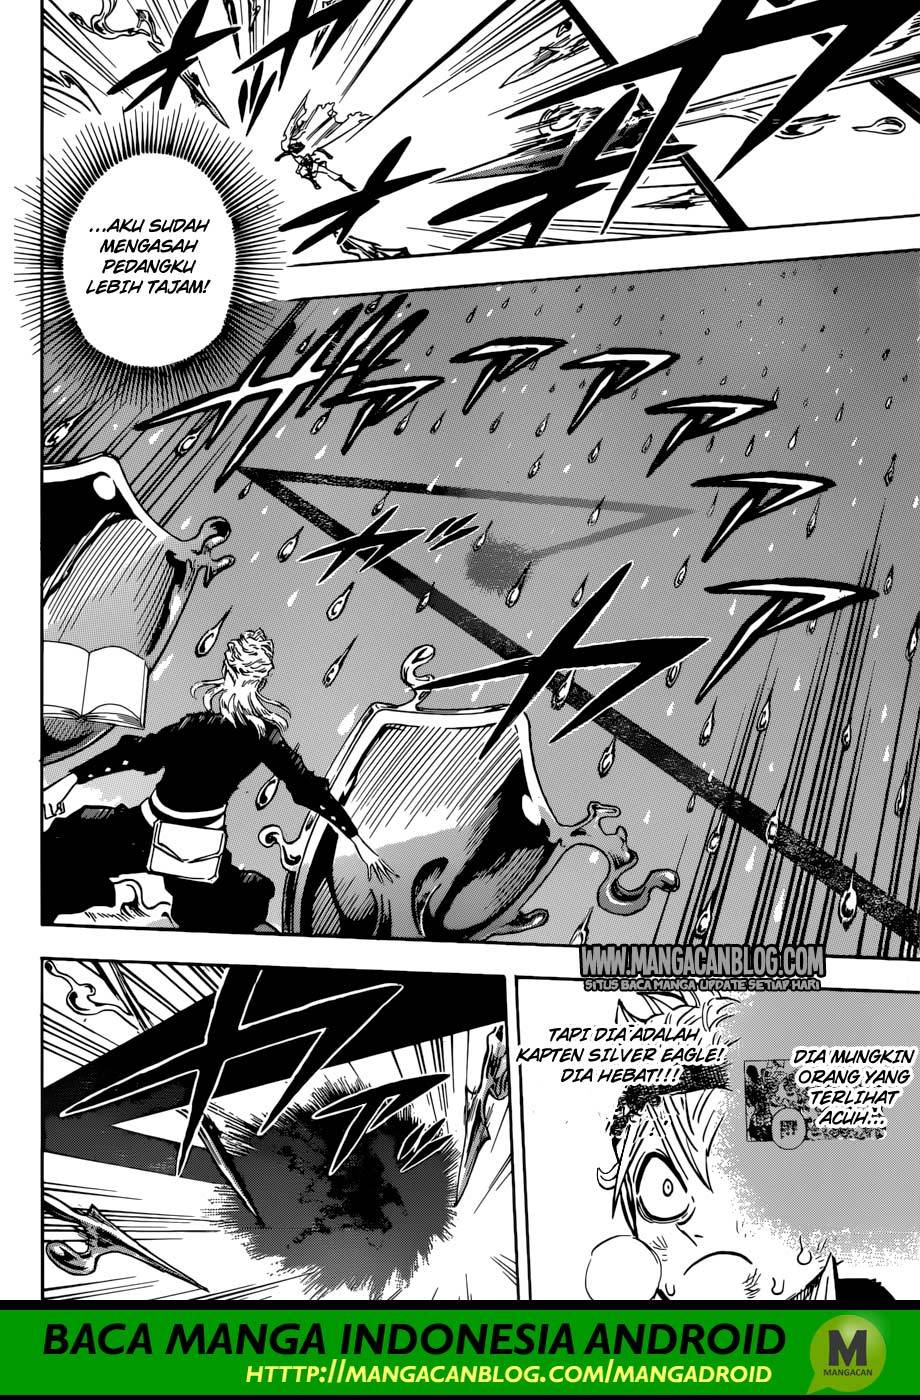 ...AKU SUDAH
MENGASAH
PEDANGKU
LEBIH TAJAM!
WWW.MANGACANBLOG.COM
SITUS BACA MANGA UPDATE SETIAP HARI
DIA MUNGKIN
ORANG YANG
TERLIHAT
ACUH...
TAPI DIA ADALAH
KAPTEN SILVER EAGLE!
DIA HEBAT!!!
BACA MANGA INDONESIA ANDROID
HTTTP://MANGACANBLOG.COM/MANGADROID
M
MANGACAN